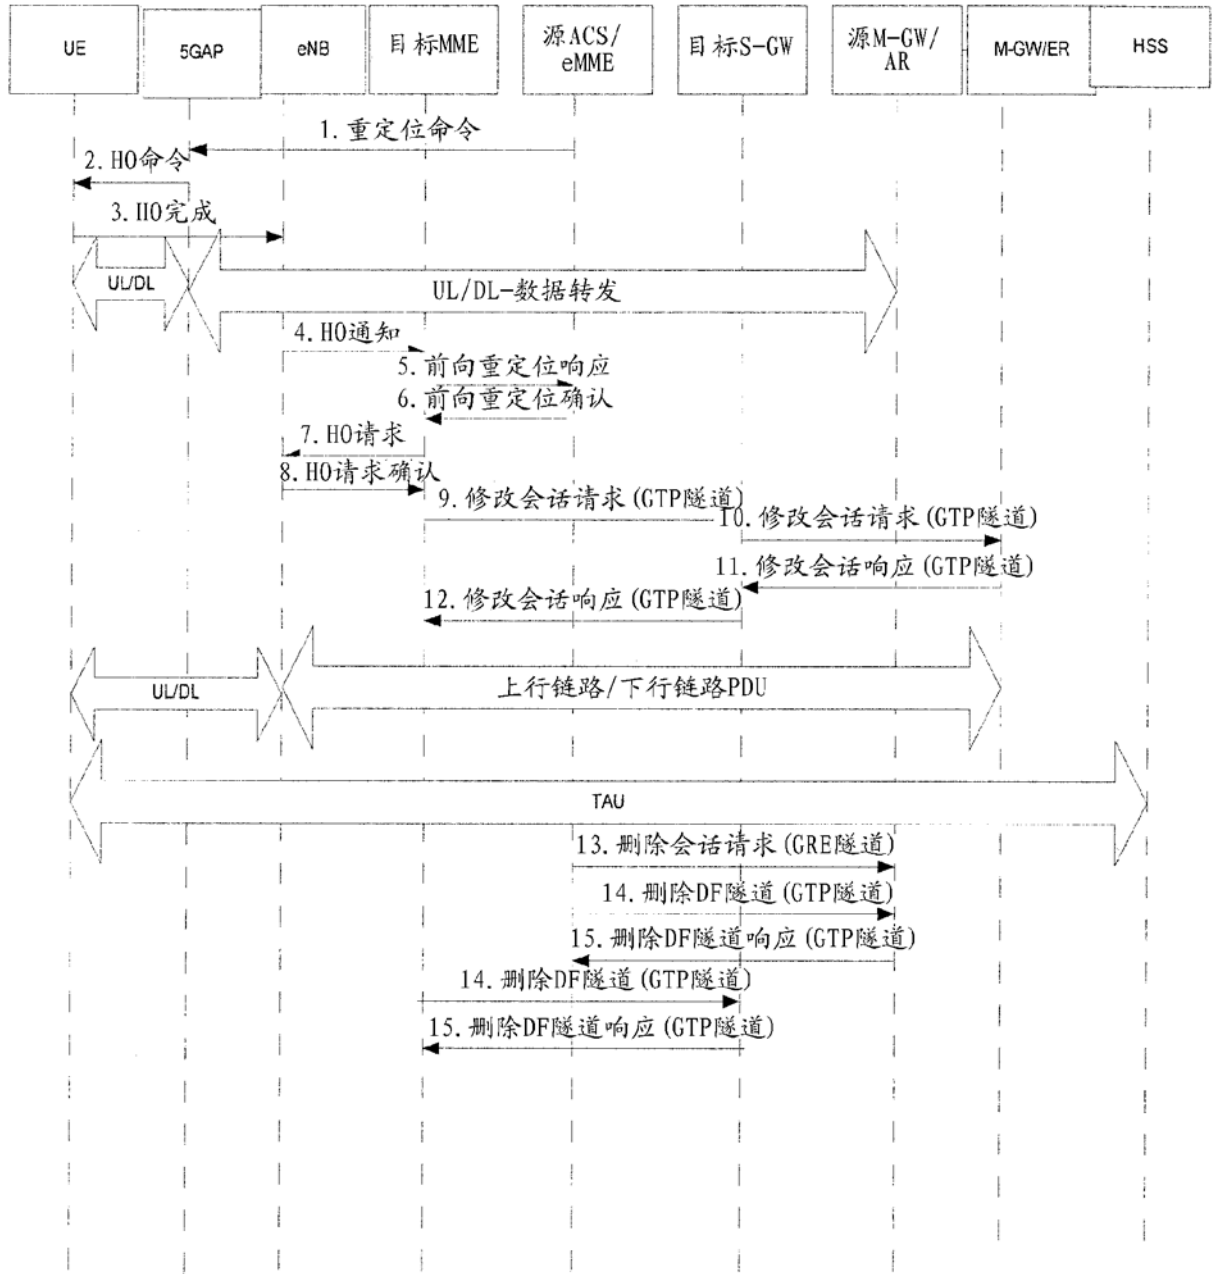 UE
5GAP
eNB
目标MME
源ACS/
eMME
目标S-GW
源M-GW/
AR
M-GW/ER
HSS
1.重定位命令
2.HO命令
3.HO完成
UL/DL
UL/DL-数据转发
4.HO通知
5.前向重定位响应
6.前向重定位确认
7.HO请求
8.HO请求确认
9.修改会话请求(GTP隧道)
10.修改会话请求(GTP隧道)
11.修改会话响应(GTP隧道)
12.修改会话响应(GTP隧道)
UL/DL
上行链路/下行链路PDU
TAU
13.删除会话请求(GRE隧道)
14.删除DF隧道(GTP隧道)
15.删除DF隧道响应(GTP隧道)
14.删除DF隧道(GTP隧道)
15.删除DF隧道响应(GTP隧道)